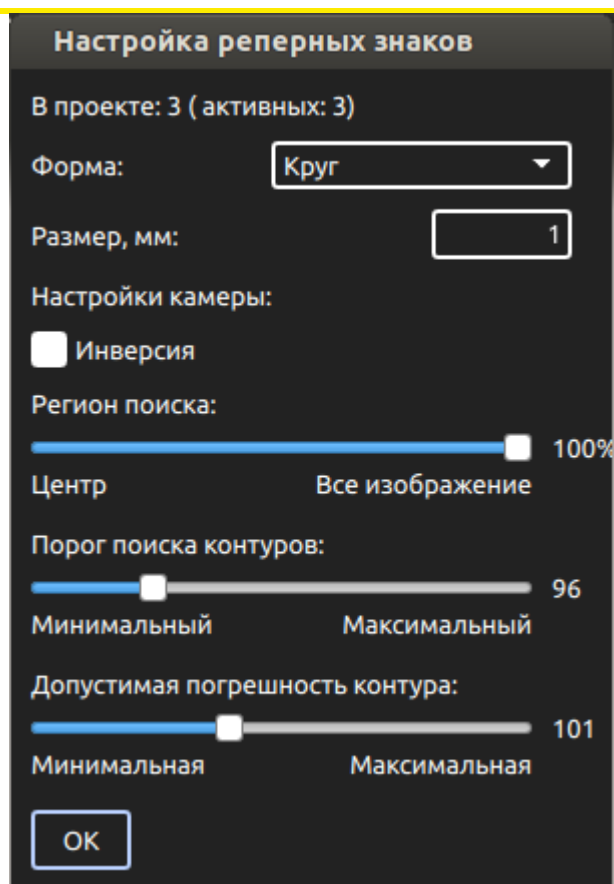 Настройка реперных знаков
В проекте: 3 ( активных: 3)
Форма: Круг
Размер, мм: 1
Настройки камеры:
Инверсия
Регион поиска:
100%
Центр Все изображение
Порог поиска контуров:
96
Минимальный Максимальный
Допустимая погрешность контура:
101
Минимальная Максимальная
ОК